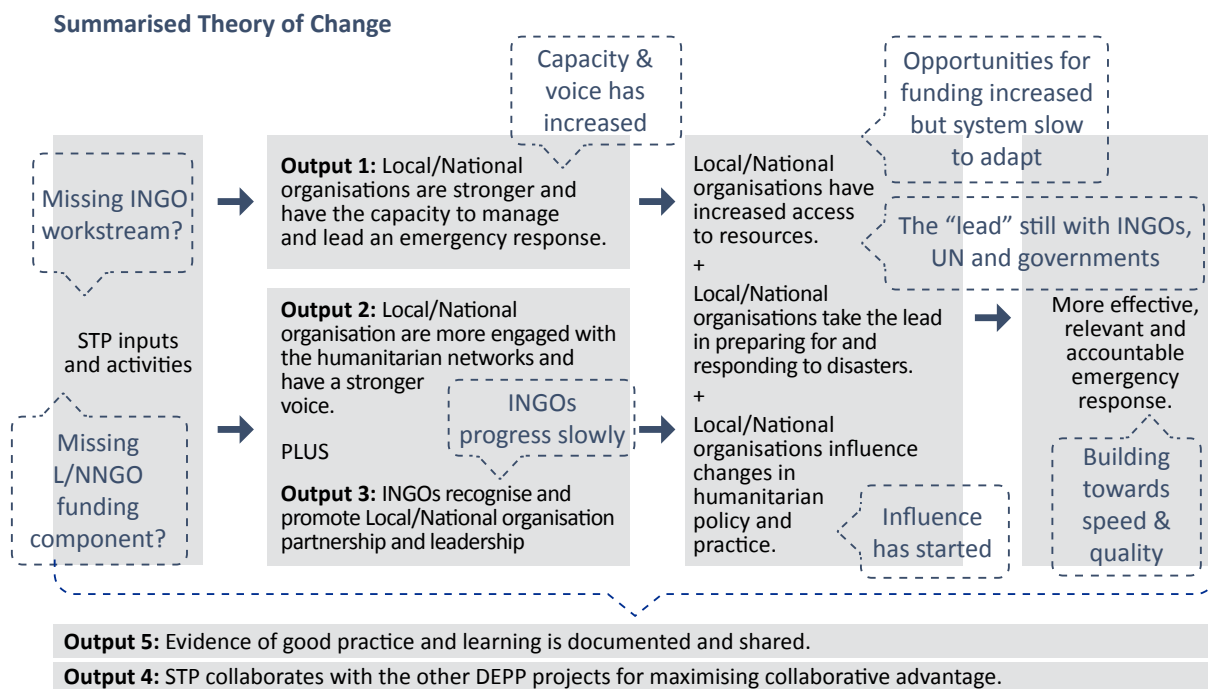 Summarised Theory of Change
Missing INGO
workstream?
STP inputs
and activities
Missing
L/NNGO
funding
component?
Capacity &
voice has
increased
Output 1: Local/National
organisations are stronger and
have the capacity to manage
and lead an emergency response.
Output 2: Local/National
organisation are more engaged with
the humanitarian networks and
have a stronger
voice.
INGOs
progress slowly
PLUS
Output 3: INGOs recognise and
promote Local/National organisation
partnership and leadership
Opportunities for
funding increased
but system slow
to adapt
Local/National
organisations have
increased access
to resources.
The “lead” still with INGOs,
UN and governments
+
Local/National
organisations take the lead
in preparing for and
responding to disasters.
+
Local/National
organisations influence
changes in
humanitarian
policy and
practice.
Influence
has started
More effective,
relevant and
accountable
emergency
response.
Building
towards
speed &
quality
Output 5: Evidence of good practice and learning is documented and shared.
Output 4: STP collaborates with the other DEPP projects for maximising collaborative advantage.